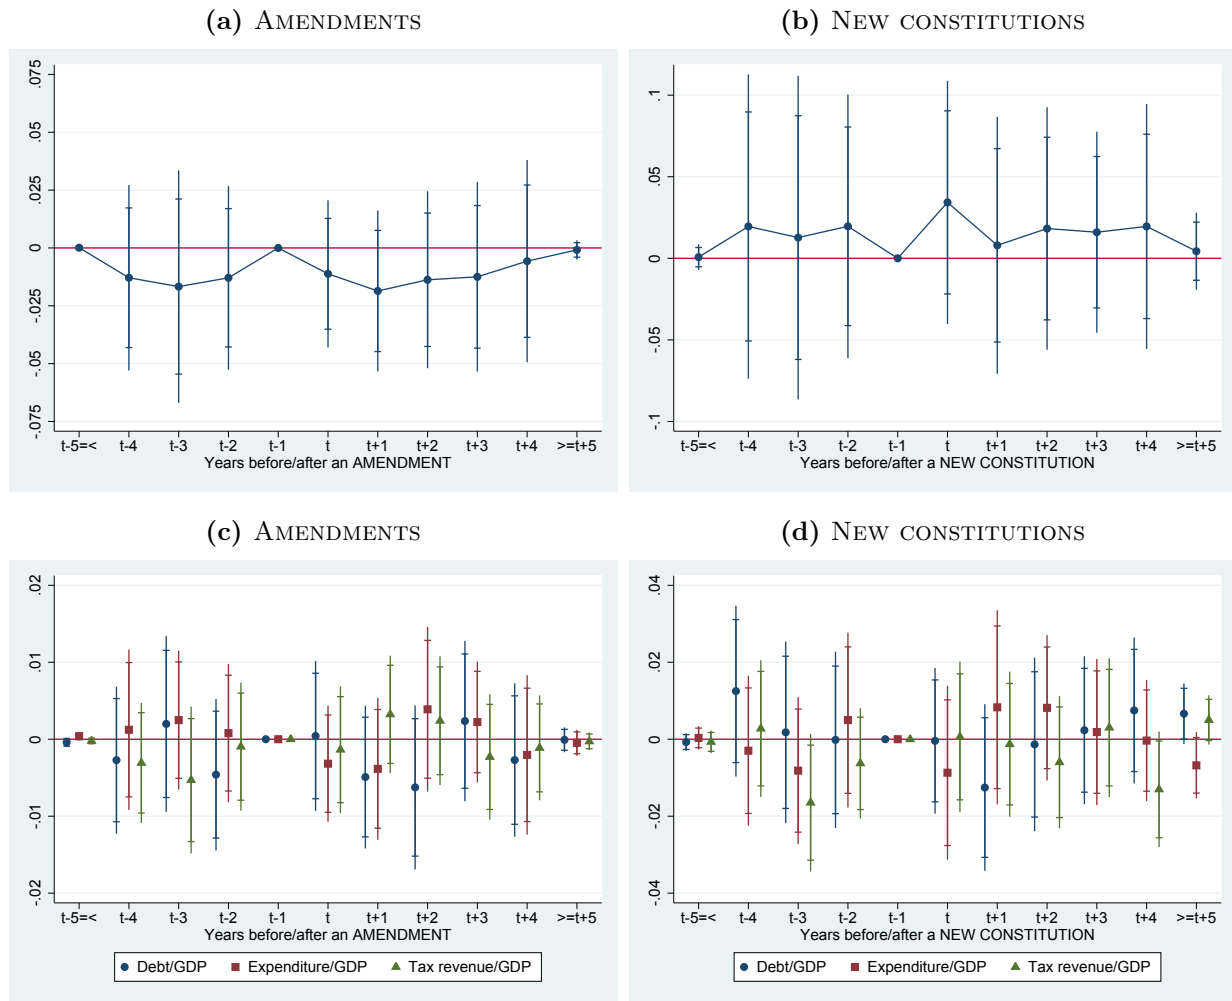 (a) AMENDMENTS
.075
.05
.025
0
-.025
-.05
-.075
t-5=< t-4 t-3 t-2 t-1 t t+1 t+2 t+3 t+4 >=t+5
Years before/after an AMENDMENT
(b) NEW CONSTITUTIONS
.1
.05
0
-.05
-.1
t-5=< t-4 t-3 t-2 t-1 t t+1 t+2 t+3 t+4 >=t+5
Years before/after a NEW CONSTITUTION
(c) AMENDMENTS
.02
.01
0
-.01
-.02
t-5=< t-4 t-3 t-2 t-1 t t+1 t+2 t+3 t+4 >=t+5
Years before/after an AMENDMENT
Debt/GDP Expenditure/GDP Tax revenue/GDP
(d) NEW CONSTITUTIONS
.04
.02
0
-.02
-.04
t-5=< t-4 t-3 t-2 t-1 t t+1 t+2 t+3 t+4 >=t+5
Years before/after a NEW CONSTITUTION
Debt/GDP Expenditure/GDP Tax revenue/GDP